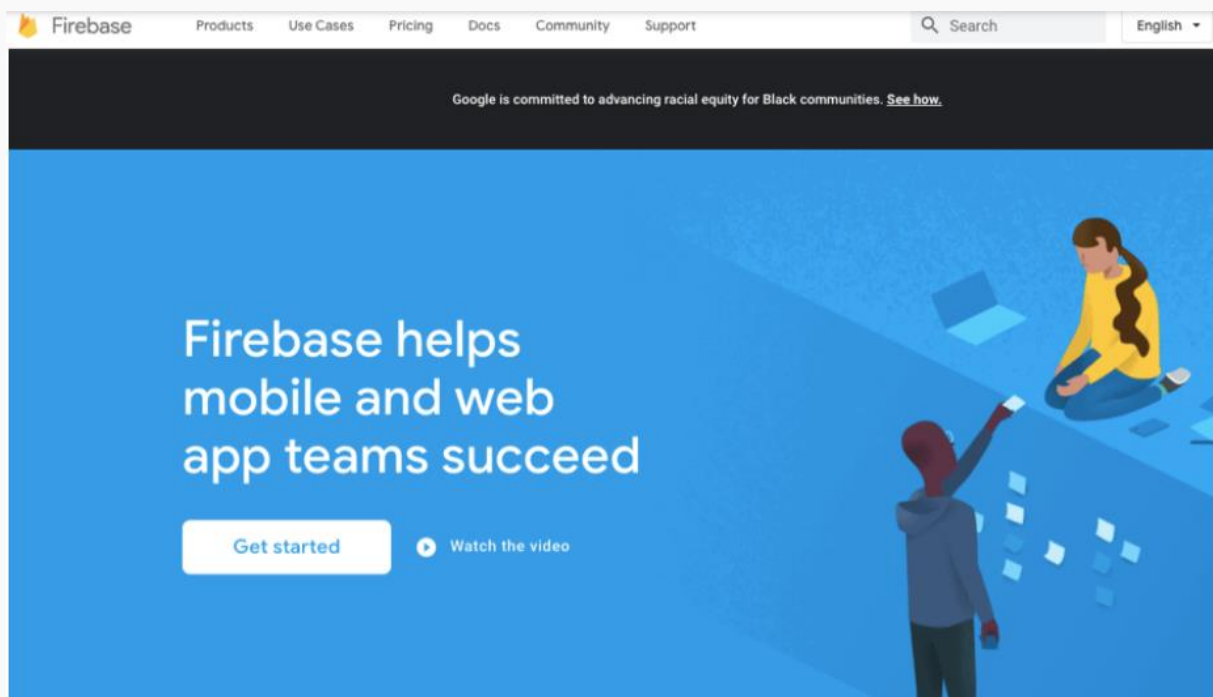 Firebase Products Use Cases Pricing Docs Community Support Search English
Google is committed to advancing racial equity for Black communities. See how.
Firebase helps
mobile and web
app teams succeed
Get started Watch the video